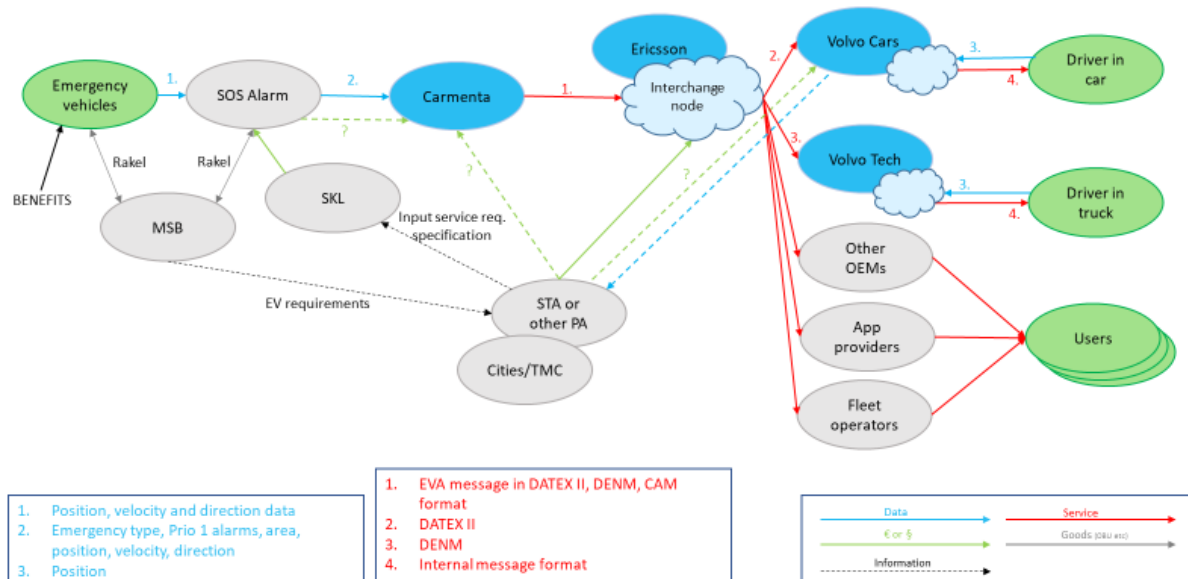 Emergency
vehicles
1.
SOS Alarm
2.
Carmenta
1.
Ericsson
Interchange
node
2.
Volvo Cars
3.
4.
Driver in
car
?
?
?
Rakel
Rakel
BENEFITS
MSB
SKL
Input service req.
specification
EV requirements
STA or
other PA
Cities/TMC
3.
Volvo Tech
3.
4.
Driver in
truck
Other
OEMs
App
providers
Fleet
operators
Users
1. Position, velocity and direction data
2. Emergency type, Prio 1 alarms, area,
position, velocity, direction
3. Position
1. EVA message in DATEX II, DENM, CAM
format
2. DATEX II
3. DENM
4. Internal message format
Data
Service
€ or §
Goods (OBU etc)
Information